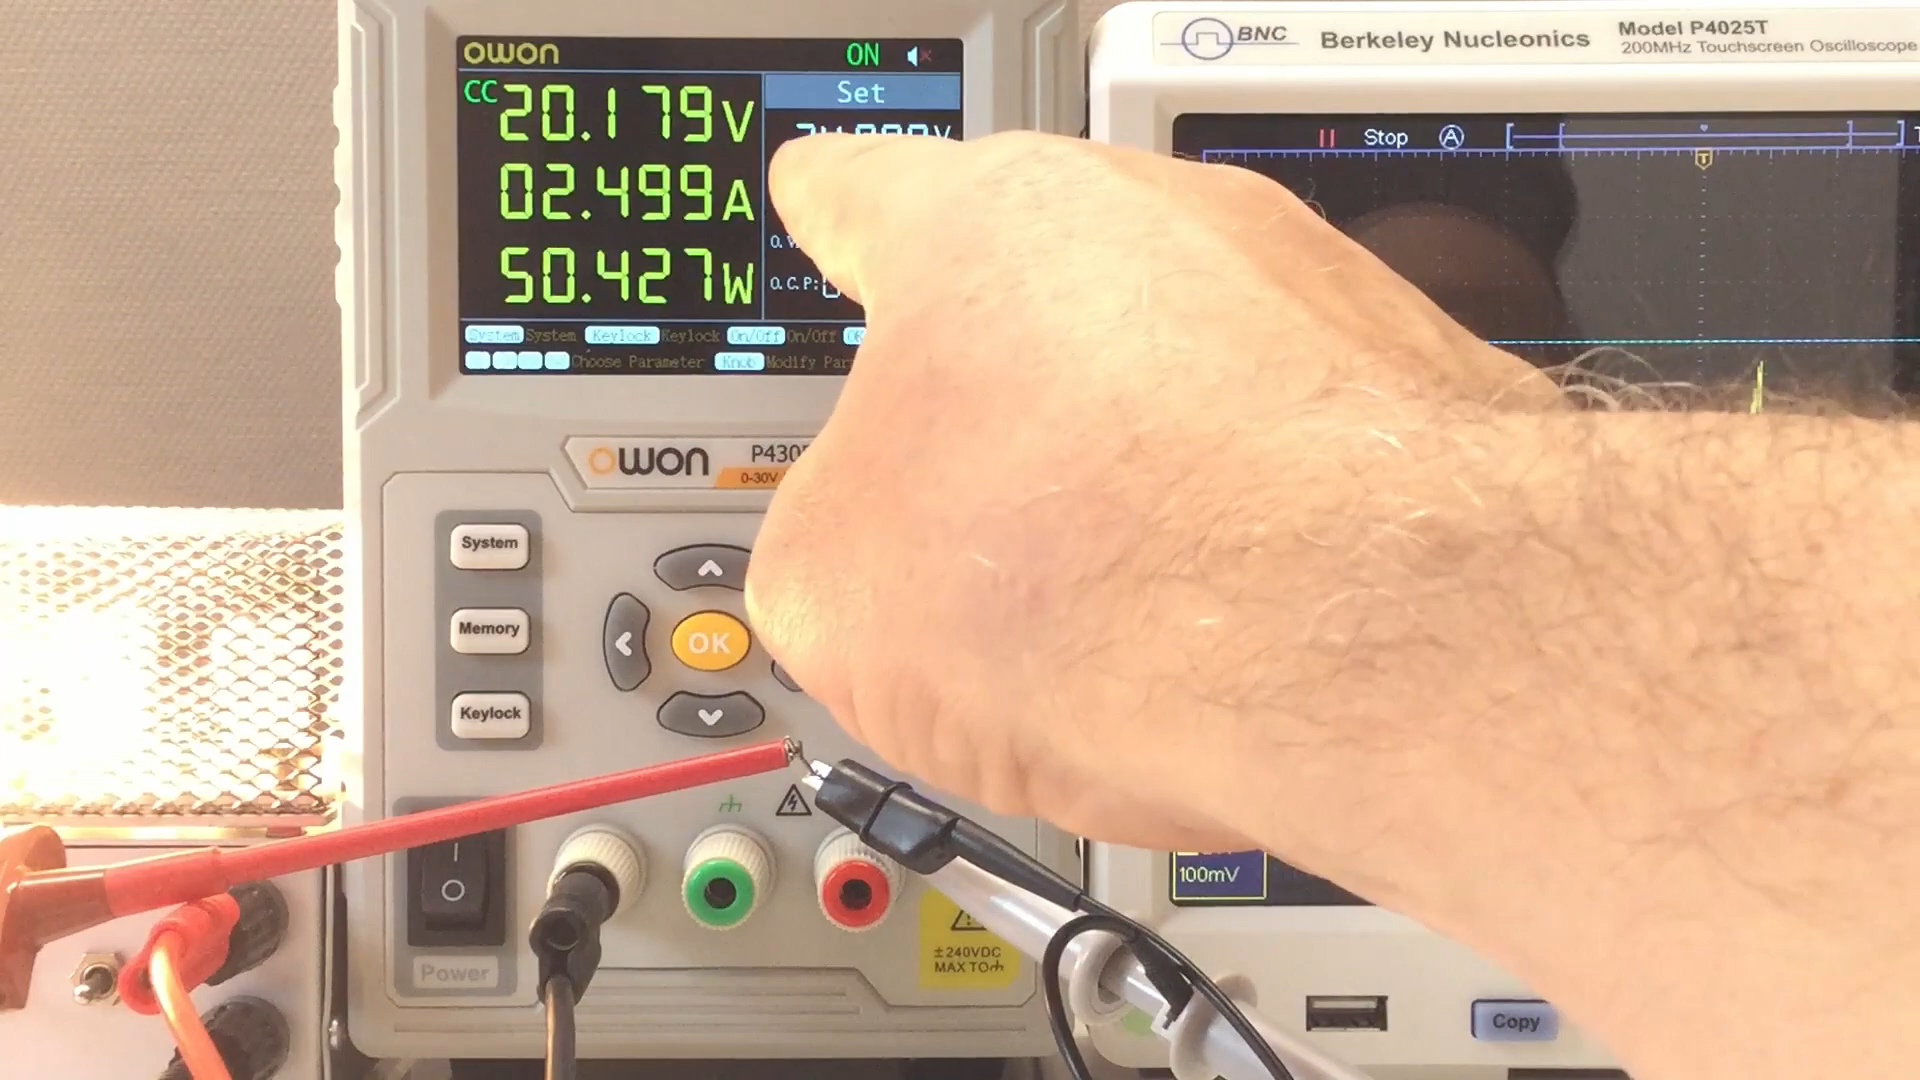 owon ON
CC 20.179V Set
02.499A
50.427W
O.C.P:
System System Keylock Keylock On/Off On/Off OK
Choose Parameter Knob Modify Par
owon P430
0-30V
System
Memory
Keylock
OK
Power
±240VDC
MAX TO
BNC Berkeley Nucleonics Model P4025T
200MHz Touchscreen Oscilloscope
Stop A T
100mV
Copy